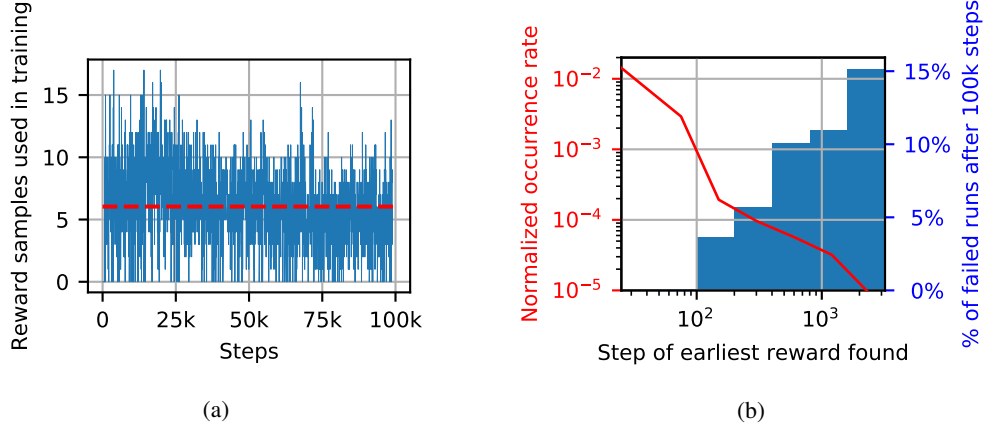 Reward samples used in training
15
10
5
0
0
25k
50k
75k
100k
Steps
(a)
Normalized occurrence rate
10⁻²
10⁻³
10⁻⁴
10⁻⁵
10²
10³
Step of earliest reward found
15%
10%
5%
0%
% of failed runs after 100k steps
(b)